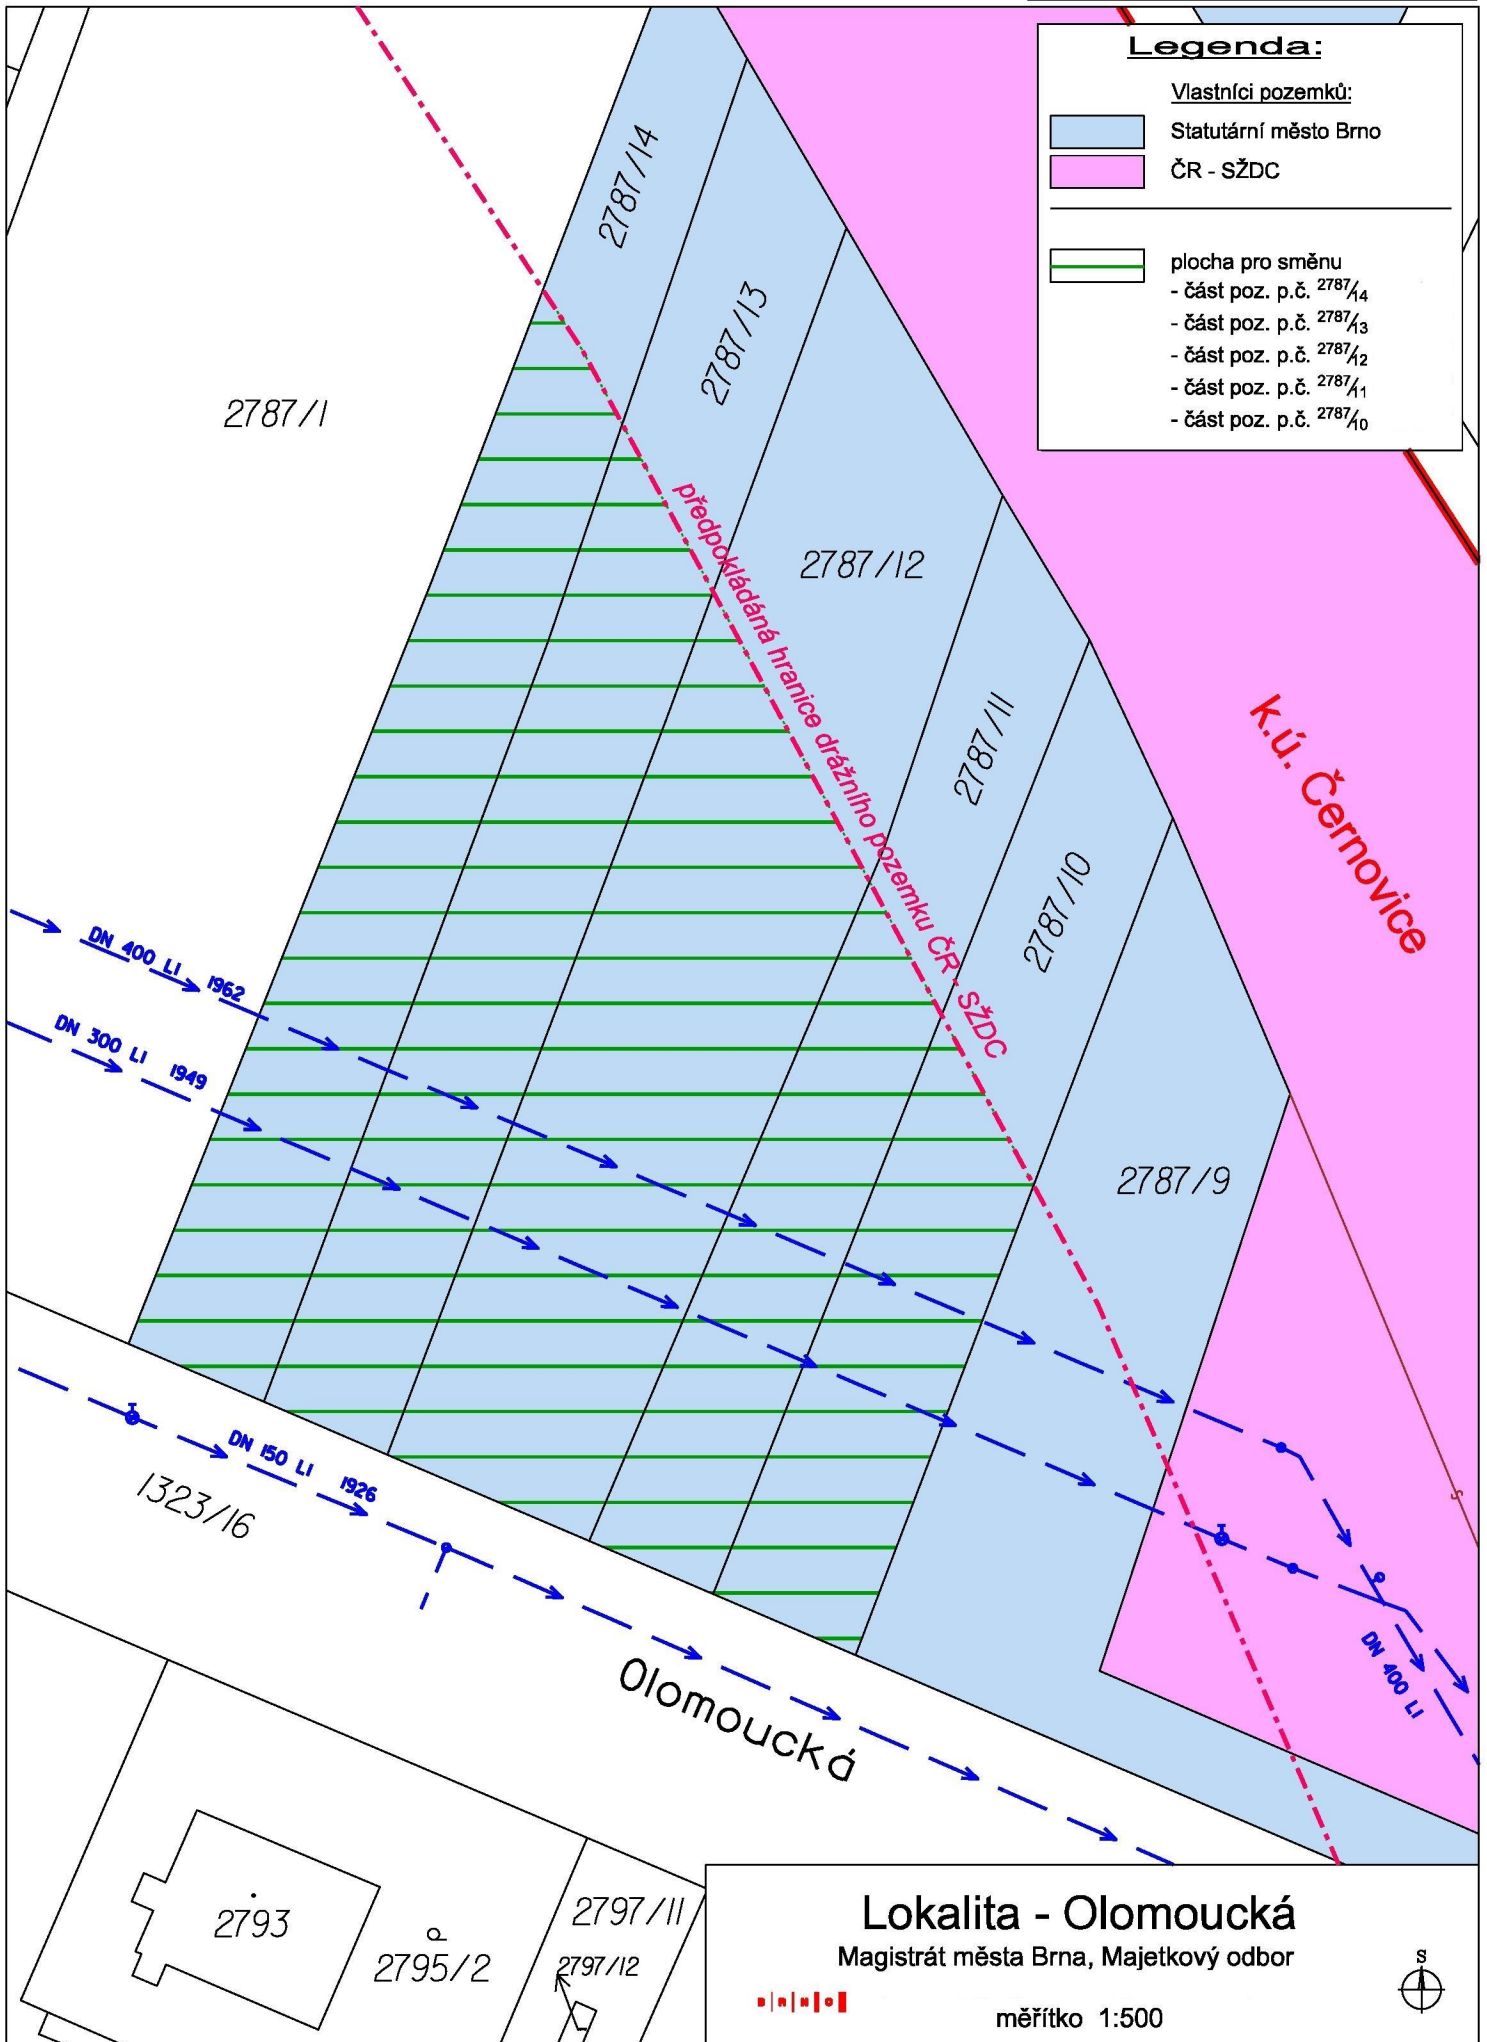 Legenda:
Vlastníci pozemků:
Statutární město Brno
ČR - SŽDC
plocha pro směnu
- část poz. p.č. 2787/14
- část poz. p.č. 2787/13
- část poz. p.č. 2787/12
- část poz. p.č. 2787/11
- část poz. p.č. 2787/10
2787/14
2787/13
2787/1
2787/12
předpokládáná hranice drážního pozemku ČR - SŽDC
2787/11
k.ú. Černovice
2787/10
DN 400 LI 1962
DN 300 LI 1949
2787/9
DN 150 LI 1926
1323/16
DN 400 LI
Olomoucká
2793
2795/2
2797/11
2797/12
Lokalita - Olomoucká
Magistrát města Brna, Majetkový odbor
S
BRNO
měřítko 1:500